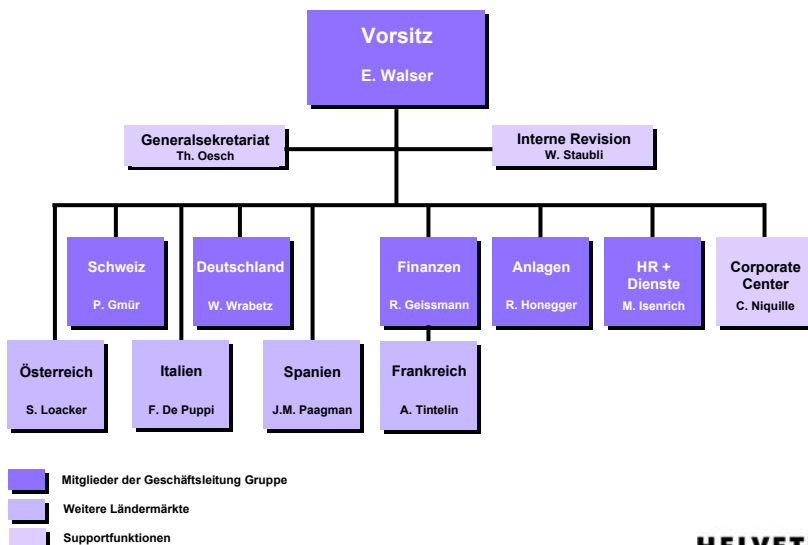 Vorsitz
E. Walser
Generalsekretariat
Th. Oesch
Interne Revision
W. Staubli
Schweiz
P. Gmür
Deutschland
W. Wrabetz
Finanzen
R. Geissmann
Anlagen
R. Honegger
HR +
Dienste
M. Isenrich
Corporate
Center
C. Niquille
Österreich
S. Loacker
Italien
F. De Puppi
Spanien
J.M. Paagman
Frankreich
A. Tintelin
Mitglieder der Geschäftsleitung Gruppe
Weitere Ländermärkte
Supportfunktionen